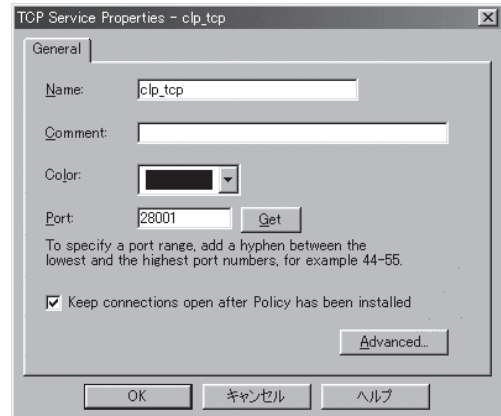 TCP Service Properties - clp_tcp
General
Name: clp_tcp
Comment:
Color:
Port: 28001 Get
To specify a port range, add a hyphen between the
lowest and the highest port numbers, for example 44-55.
Keep connections open after Policy has been installed
Advanced...
OK キャンセル ヘルプ